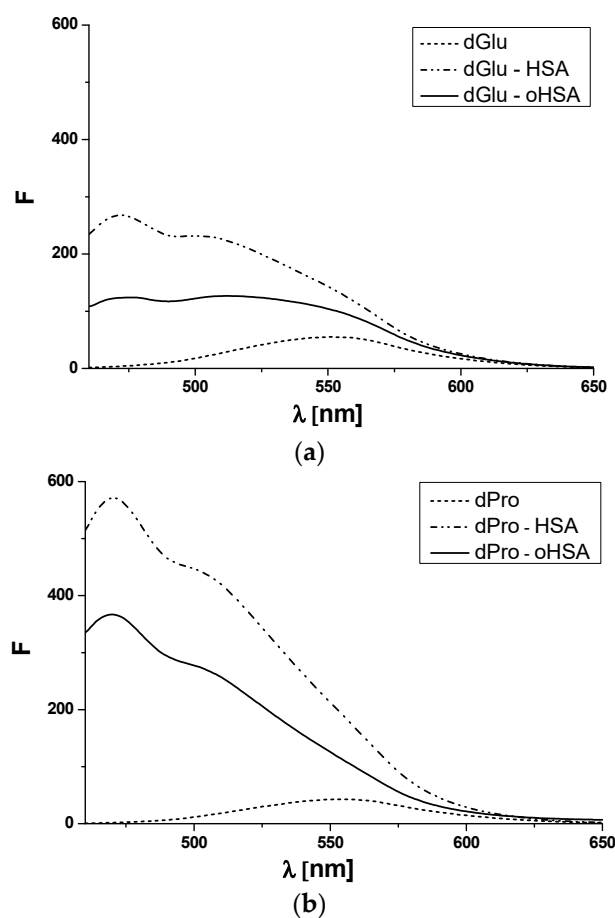 600
400
200
0
F
dGlu
dGlu - HSA
dGlu - oHSA
500
550
600
650
λ [nm]
(a)
600
400
200
0
F
dPro
dPro - HSA
dPro - oHSA
500
550
600
650
λ [nm]
(b)